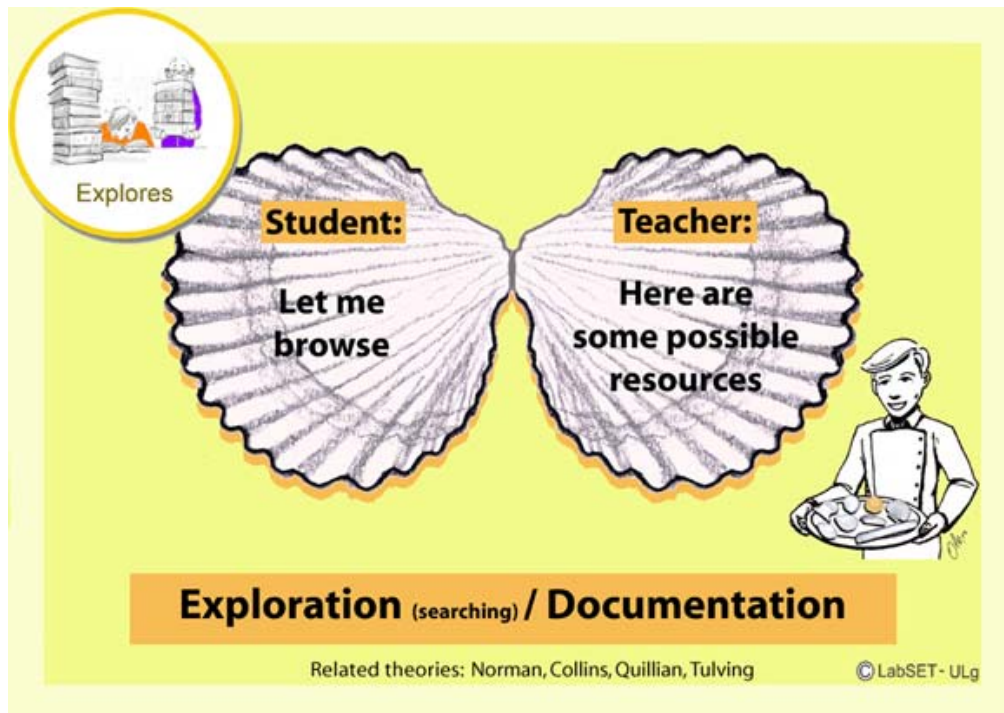 Explores
Student:
Let me
browse
Teacher:
Here are
some possible
resources
Exploration (searching) / Documentation
Related theories: Norman, Collins, Quillian, Tulving
© LabSET - ULg